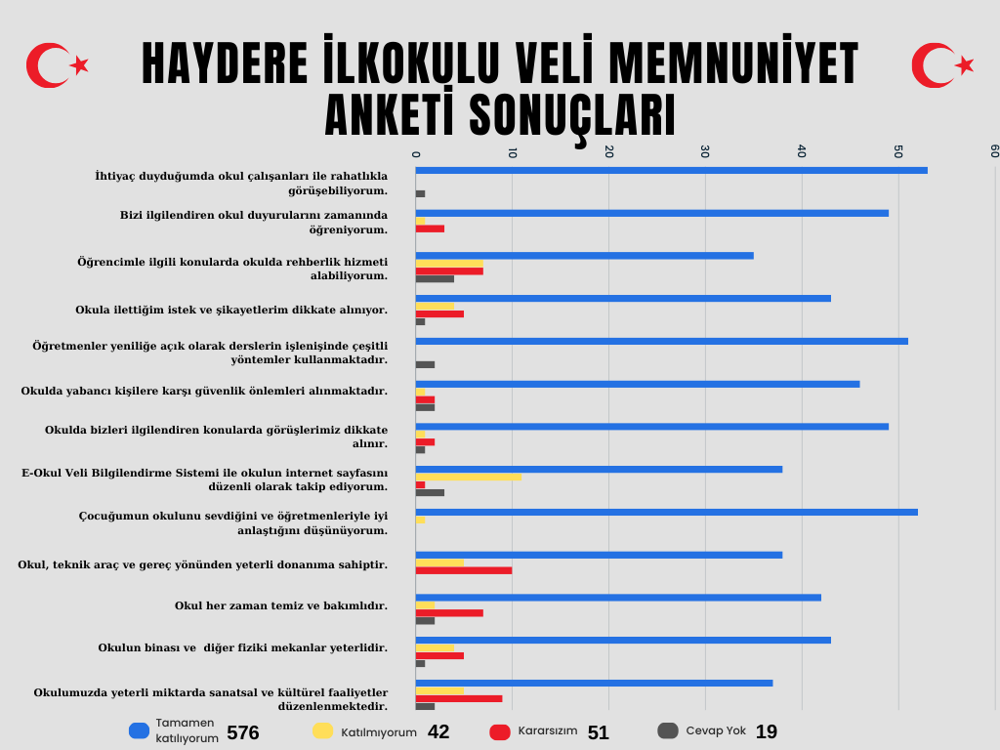 HAYDERE İLKOKULU VELİ MEMNUNİYET
ANKETİ SONUÇLARI
0 10 20 30 40 50 60
İhtiyaç duyduğumda okul çalışanları ile rahatlıkla
görüşebiliyorum.
Bizi ilgilendiren okul duyurularını zamanında
öğreniyorum.
Öğrencimle ilgili konularda okulda rehberlik hizmeti
alabiliyorum.
Okula ilettiğim istek ve şikayetlerim dikkate alınıyor.
Öğretmenler yeniliğe açık olarak derslerin işlenişinde çeşitli
yöntemler kullanmaktadır.
Okulda yabancı kişilere karşı güvenlik önlemleri alınmaktadır.
Okulda bizleri ilgilendiren konularda görüşlerimiz dikkate
alınır.
E-Okul Veli Bilgilendirme Sistemi ile okulun internet sayfasını
düzenli olarak takip ediyorum.
Çocuğumun okulunu sevdiğini ve öğretmenleriyle iyi
anlaştığını düşünüyorum.
Okul, teknik araç ve gereç yönünden yeterli donanıma sahiptir.
Okul her zaman temiz ve bakımlıdır.
Okulun binası ve  diğer fiziki mekanlar yeterlidir.
Okulumuzda yeterli miktarda sanatsal ve kültürel faaliyetler
düzenlenmektedir.
Tamamen
katılıyorum 576 Katılmıyorum 42 Kararsızım 51 Cevap Yok 19